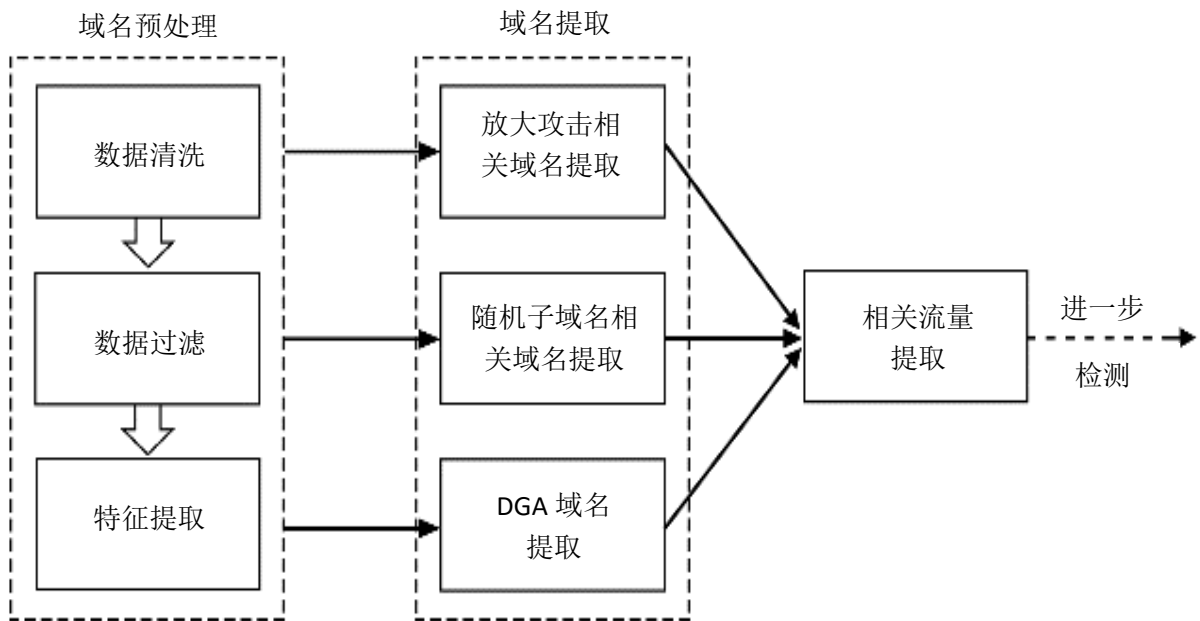 域名预处理
域名提取
数据清洗
放大攻击相
关域名提取
数据过滤
随机子域名相
关域名提取
相关流量
提取
进一步
检测
特征提取
DGA 域名
提取